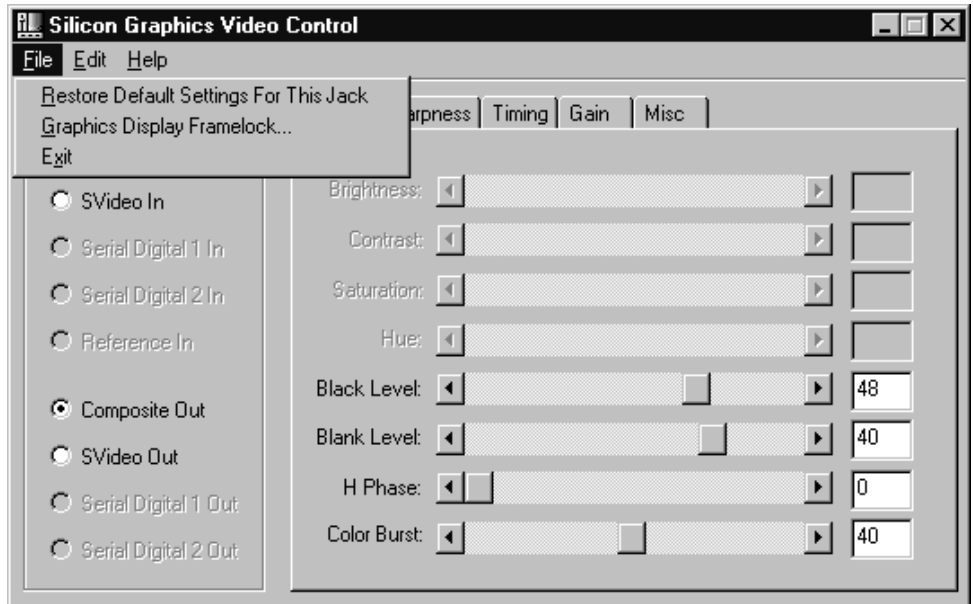 Silicon Graphics Video Control
File Edit Help
Restore Default Settings For This Jack
Graphics Display Framelock...
Exit
Timing Gain Misc
SVideo In
Serial Digital 1 In
Serial Digital 2 In
Reference In
Composite Out
SVideo Out
Serial Digital 1 Out
Serial Digital 2 Out
Brightness:
Contrast:
Saturation:
Hue:
Black Level: 48
Blank Level: 40
H Phase: 0
Color Burst: 40